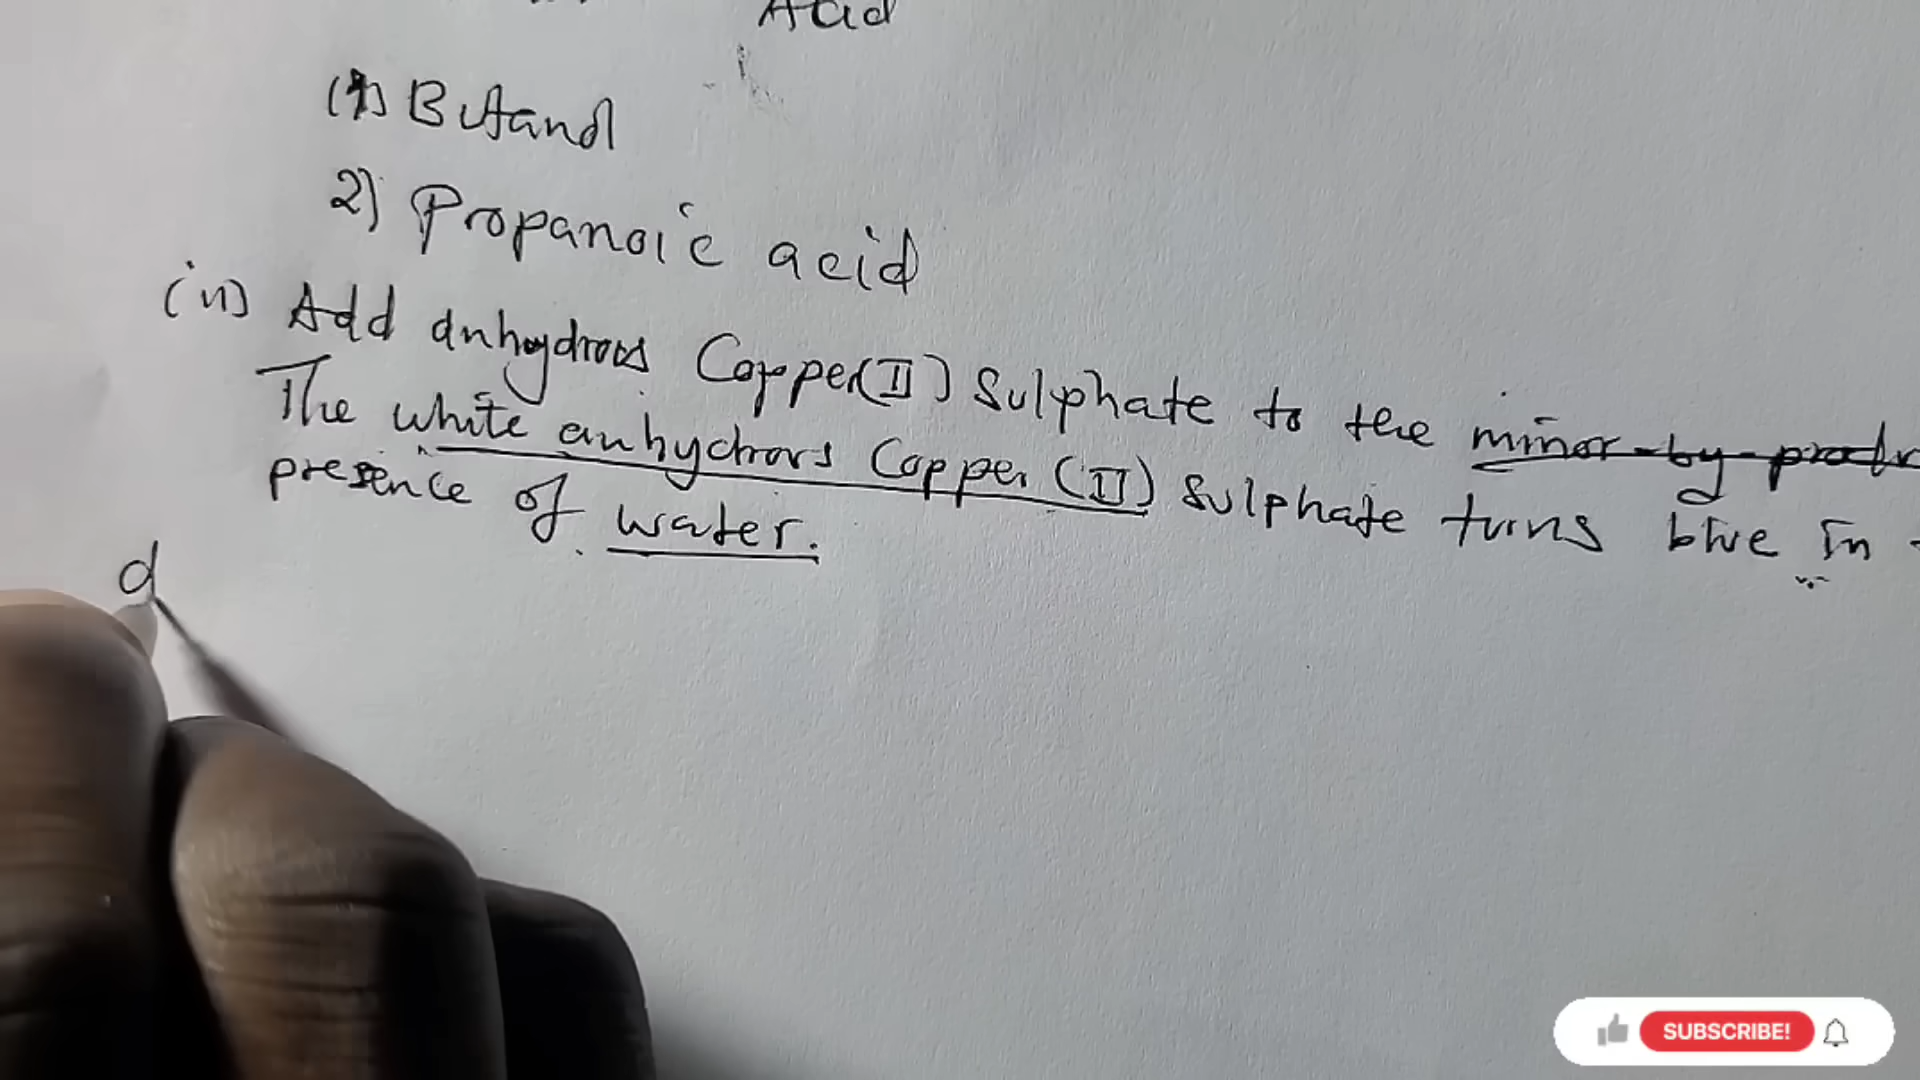 Acid
(1) Butanol
2) Propanoic acid
(ii) Add anhydrous Copper(II) Sulphate to the minor by
The white anhydrous Copper (II) Sulphate turns blue in
presence of water.
d
SUBSCRIBE!